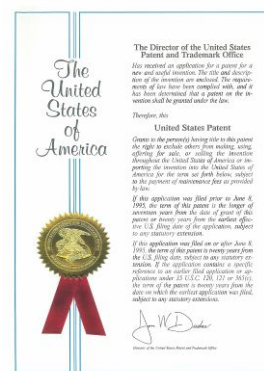 The
United
States
of
America
The Director of the United States
Patent and Trademark Office
Has received an application for a patent for a
new and useful invention. The title and descrip-
tion of the invention are enclosed. The require-
ments of law have been complied with, and it
has been determined that a patent on the in-
vention shall be granted under the law.
Therefore, this
United States Patent
Grants to the person(s) having title to this patent
the right to exclude others from making, using,
offering for sale, or selling the invention
throughout the United States of America or im-
porting the invention into the United States of
America for the term set forth below, subject
to the payment of maintenance fees as provided
by law.
If this application was filed prior to June 8,
1995, the term of this patent is the longer of
seventeen years from the date of grant of this
patent or twenty years from the earliest effec-
tive U.S. filing date of the application, subject
to any statutory extension.
If this application was filed on or after June 8,
1995, the term of this patent is twenty years from
the U.S. filing date, subject to any statutory ex-
tension. If the application contains a specific
reference to an earlier filed application or ap-
plications under 35 U.S.C. 120, 121 or 365(c),
the term of the patent is twenty years from the
date on which the earliest application was filed,
subject to any statutory extensions.
Director of the United States Patent and Trademark Office